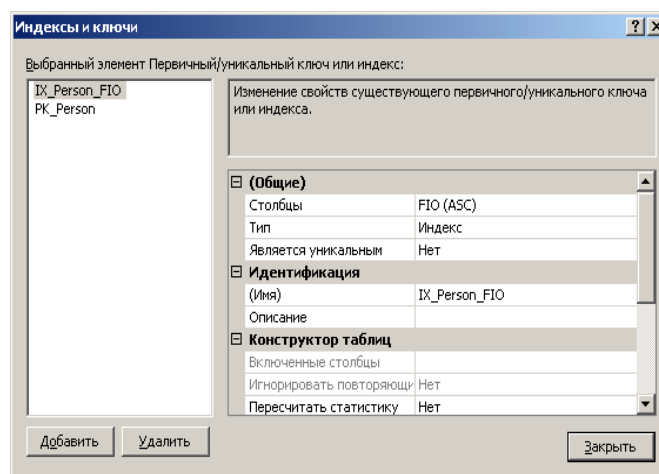 Индексы и ключи
Выбранный элемент Первичный/уникальный ключ или индекс:
IX_Person_FIO
PK_Person
Изменение свойств существующего первичного/уникального ключа
или индекса.
(Общие)
Столбцы FIO (ASC)
Тип Индекс
Является уникальным Нет
Идентификация
(Имя) IX_Person_FIO
Описание
Конструктор таблиц
Включенные столбцы
Игнорировать повторяющи Нет
Пересчитать статистику Нет
Добавить Удалить
Закрыть